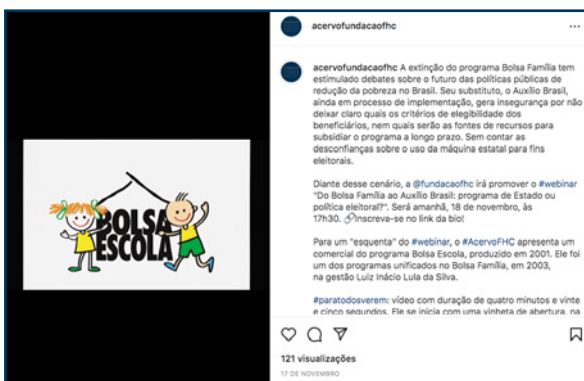 BOLSA
ESCOLA
acervofundacaofhc
...
acervofundacaofhc A extinção do programa Bolsa Família tem
estimulado debates sobre o futuro das políticas públicas de
redução da pobreza no Brasil. Seu substituto, o Auxílio Brasil,
ainda em processo de implementação, gera insegurança por não
deixar claro quais os critérios de elegibilidade dos
beneficiários, nem quais serão as fontes de recursos para
subsidiar o programa a longo prazo. Sem contar as
desconfianças sobre o uso da máquina estatal para fins
eleitorais.
Diante desse cenário, a @fundacaofhc irá promover o #webinar
"Do Bolsa Família ao Auxílio Brasil: programa de Estado ou
política eleitoral?". Será amanhã, 18 de novembro, às
17h30. 🔗Inscreva-se no link da bio!
Para um "esquenta" do #webinar, o #AcervoFHC apresenta um
comercial do programa Bolsa Escola, produzido em 2001. Ele foi
um dos programas unificados no Bolsa Família, em 2003,
na gestão Luiz Inácio Lula da Silva.
#paratodosverem: vídeo com duração de quatro minutos e vinte
e cinco segundos. Ele se inicia com uma vinheta de abertura, na
121 visualizações
17 DE NOVEMBRO